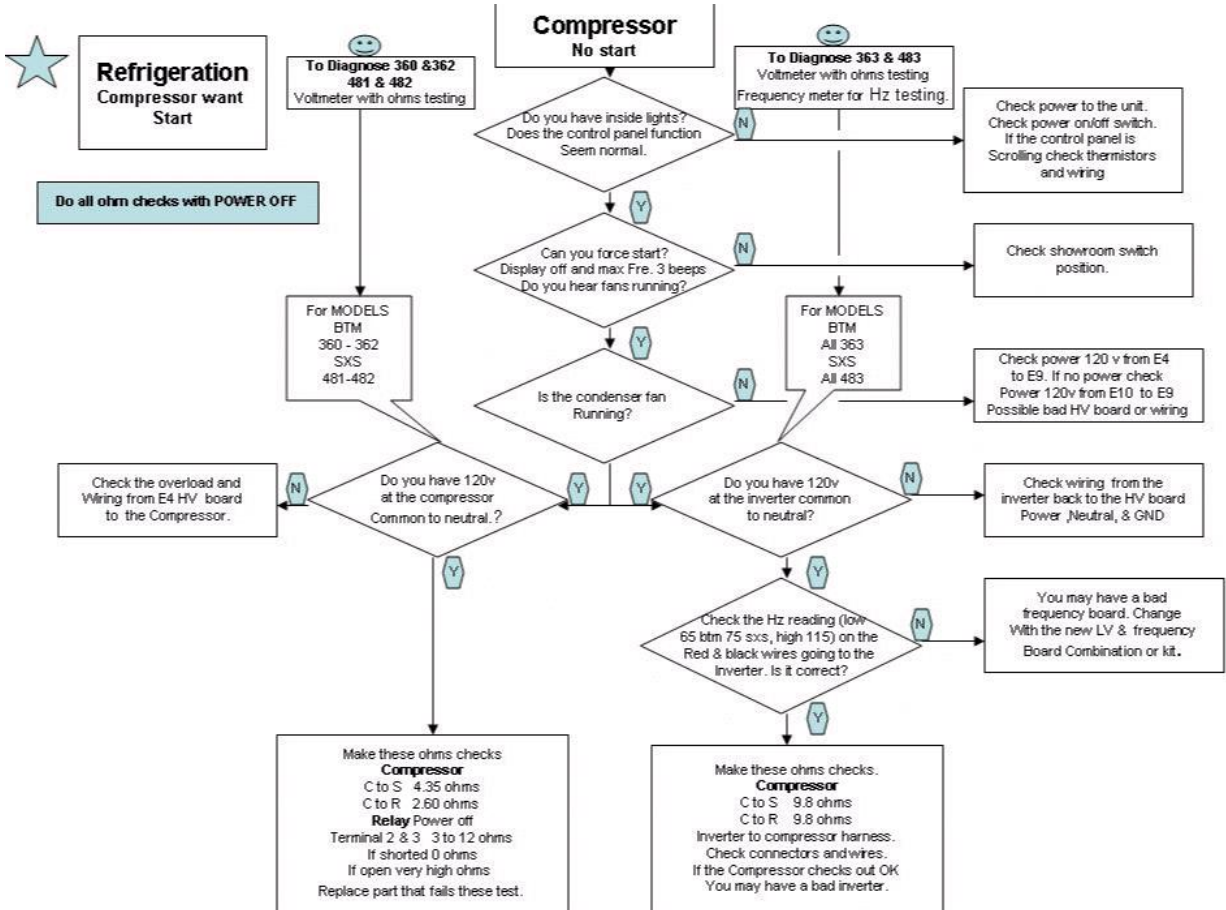 Refrigeration
Compressor want
Start
Do all ohm checks with POWER OFF
To Diagnose 360 &362
481 & 482
Voltmeter with ohms testing
Compressor
No start
To Diagnose 363 & 483
Voltmeter with ohms testing
Frequency meter for Hz testing.
Do you have inside lights?
Does the control panel function
Seem normal.
N
Check power to the unit.
Check power on/off switch.
If the control panel is
Scrolling check thermistors
and wiring
Y
Can you force start?
Display off and max Fre. 3 beeps
Do you hear fans running?
N
Check showroom switch
position.
Y
For MODELS
BTM
360 - 362
SXS
481-482
For MODELS
BTM
All 363
SXS
All 483
Is the condenser fan
Running?
N
Check power 120 v from E4
to E9. If no power check
Power 120v from E10 to E9
Possible bad HV board or wiring
Y
Y
Do you have 120v
at the compressor
Common to neutral.?
N
Check the overload and
Wiring from E4 HV board
to the Compressor.
Do you have 120v
at the inverter common
to neutral?
N
Check wiring from the
inverter back to the HV board
Power ,Neutral, & GND
Y
Y
Check the Hz reading (low
65 btm 75 sxs, high 115) on the
Red & black wires going to the
Inverter. Is it correct?
N
You may have a bad
frequency board. Change
With the new LV & frequency
Board Combination or kit.
Y
Make these ohms checks
Compressor
C to S 4.35 ohms
C to R 2.60 ohms
Relay Power off
Terminal 2 & 3 3 to 12 ohms
If shorted 0 ohms
If open very high ohms
Replace part that fails these test.
Make these ohms checks.
Compressor
C to S 9.8 ohms
C to R 9.8 ohms
Inverter to compressor harness.
Check connectors and wires.
If the Compressor checks out OK
You may have a bad inverter.